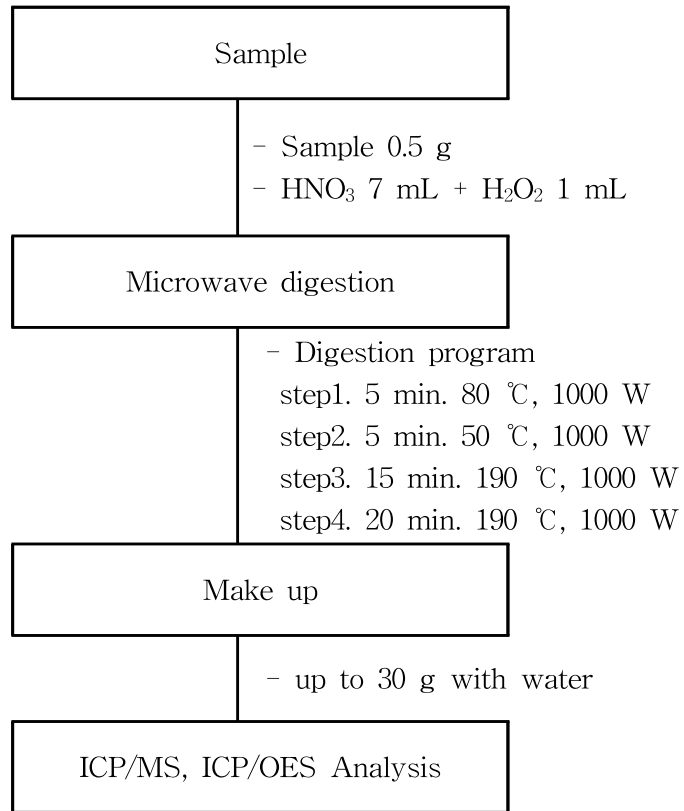 Sample
- Sample 0.5 g
- HNO₃ 7 mL + H₂O₂ 1 mL
Microwave digestion
- Digestion program
step1. 5 min. 80 ℃, 1000 W
step2. 5 min. 50 ℃, 1000 W
step3. 15 min. 190 ℃, 1000 W
step4. 20 min. 190 ℃, 1000 W
Make up
- up to 30 g with water
ICP/MS, ICP/OES Analysis